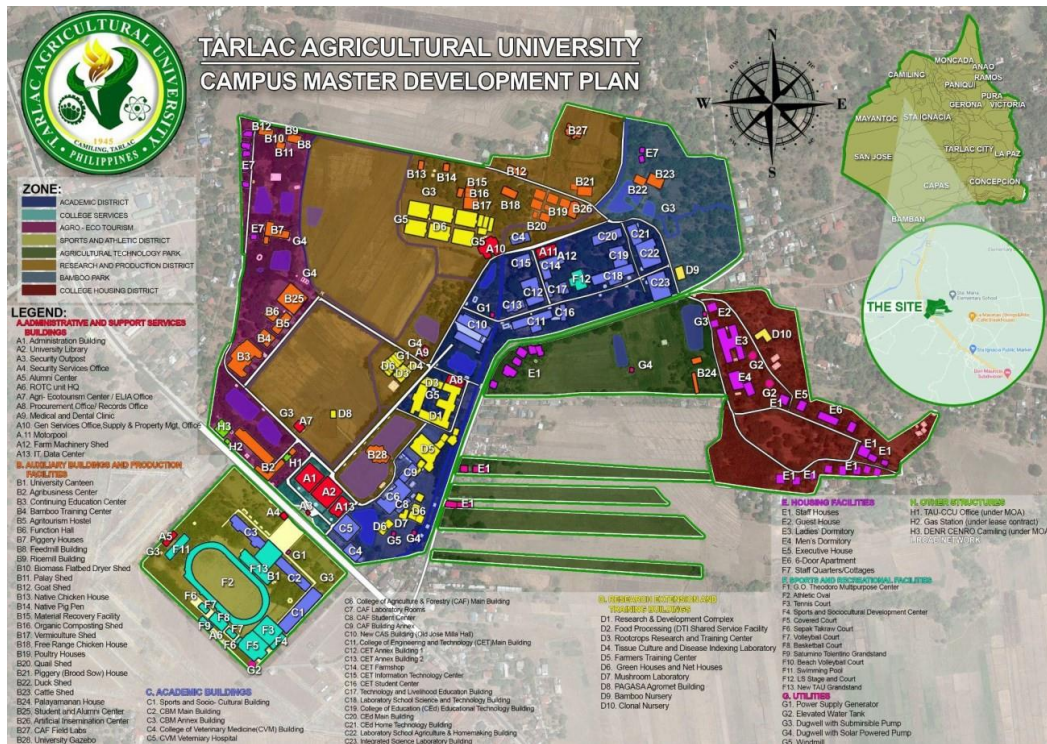 TARLAC AGRICULTURAL UNIVERSITY
CAMPUS MASTER DEVELOPMENT PLAN
TARLAC AGRICULTURAL UNIVERSITY
1945
CAMILING, TARLAC
PHILIPPINES
N
W
E
S
MONCADA
ANAO
CAMILING
RAMOS
PANIQUI
PURA
GERONA
VICTORIA
MAYANTOC
STA IGNACIA
TARLAC CITY
SAN JOSE
LA PAZ
CAPAS
CONCEPCION
BAMBAN
THE SITE
ZONE:
ACADEMIC DISTRICT
COLLEGE SERVICES
AGRO - ECO TOURISM
SPORTS AND ATHLETIC DISTRICT
AGRICULTURAL TECHNOLOGY PARK
RESEARCH AND PRODUCTION DISTRICT
BAMBOO PARK
COLLEGE HOUSING DISTRICT
LEGEND:
A.ADMINISTRATIVE AND SUPPORT SERVICES
BUILDINGS
A1. Administration Building
A2. University Library
A3. Security Outpost
A4. Security Services Office
A5. Alumni Center
A6. ROTC unit HQ
A7. Agri- Ecotourism Center / ELIA Office
A8. Procurement Office/ Records Office
A9. Medical and Dental Clinic
A10. Gen Services Office,Supply & Property Mgt. Office
A.11 Motorpool
A12. Farm Machinery Shed
A13. IT Data Center
B. AUXILIARY BUILDINGS AND PRODUCTION
FACILITIES
B1. University Canteen
B2. Agribusiness Center
B3. Continuing Education Center
B4. Bamboo Training Center
B5. Agritourism Hostel
B6. Function Hall
B7. Piggery Houses
B8. Feedmill Building
B9. Ricemill Building
B10. Biomass Flatbed Dryer Shed
B11. Palay Shed
B12. Goat Shed
B13. Native Chicken House
B14. Native Pig Pen
B15. Material Recovery Facility
B16. Organic Composting Shed
B17. Vermiculture Shed
B18. Free Range Chicken House
B19. Poultry Houses
B20. Quail Shed
B21. Piggery (Brood Sow) House
B22. Duck Shed
B23. Cattle Shed
B24. Palayamanan House
B25. Student and Alumni Center
B26. Artificial Insemination Center
B27. CAF Field Labs
B28. University Gazebo
C. ACADEMIC BUILDINGS
C1. Sports and Socio- Cultural Building
C2. CBM Main Building
C3. CBM Annex Building
C4. College of Veterinary Medicine(CVM) Building
C5. CVM Veteriany Hospital
C6. College of Agriculture & Forestry (CAF) Main Building
C7. CAF Laboratory Rooms
C8. CAF Student Center
C9. CAF Building Annex
C10. New CAS Building (Old Jose Mills Hall)
C11. College of Engineering and Technology (CET)Main Building
C12. CET Annex Building 1
C13. CET Annex Building 2
C14 CET Farmshop
C15. CET Information Technology Center
C16 CET Student Center
C17. Technology and Livelihood Education Building
C18. Laboratory School Science and Technology Building
C19. College of Education (CEd) Educational Technology Building
C20. CEd Main Building
C21. CEd Home Technology Building
C22. Laboratory School Agriculture & Homemaking Building
C23. Integrated Science Laboratory Building
D. RESEARCH EXTENSION AND
TRAINING BUILDINGS
D1. Research & Development Complex
D2. Food Processing (DTI) Shared Service Facility
D3. Rootcrops Research and Training Center
D4. Tissue Culture and Disease Indexing Laboratory
D5. Farmers Training Center
D6. Green Houses and Net Houses
D7. Mushroom Laboratory
D8. PAGASA Agromet Building
D9. Bamboo Nursery
D10. Clonal Nursery
E. HOUSING FACILITIES
E1. Staff Houses
E2. Guest House
E3. Ladies' Dormitory
E4. Men's Dormitory
E5. Executive House
E6. 6-Door Apartment
E7. Staff Quarters/Cottages
F. SPORTS AND RECREATIONAL FACILITIES
F1. G.O. Theodoro Multipurpose Center
F2. Athletic Oval
F3. Tennis Court
F4. Sports and Sociocultural Development Center
F5. Covered Court
F6. Sepak Takraw Court
F7. Volleyball Court
F8. Basketball Court
F9. Saturnino Tolentino Grandstand
F10. Beach Volleyball Court
F11. Swimming Pool
F12. LS Stage and Court
F13. New TAU Grandstand
G. UTILITIES
G1. Power Supply Generator
G2. Elevated Water Tank
G3. Dugwell with Submersible Pump
G4. Dugwell with Solar Powered Pump
G5. Windmill
H. OTHER STRUCTURES
H1. TAU-CCU Office (under MOA)
H2. Gas Station (under lease contract)
H3. DENR CENRO Camiling (under MOA